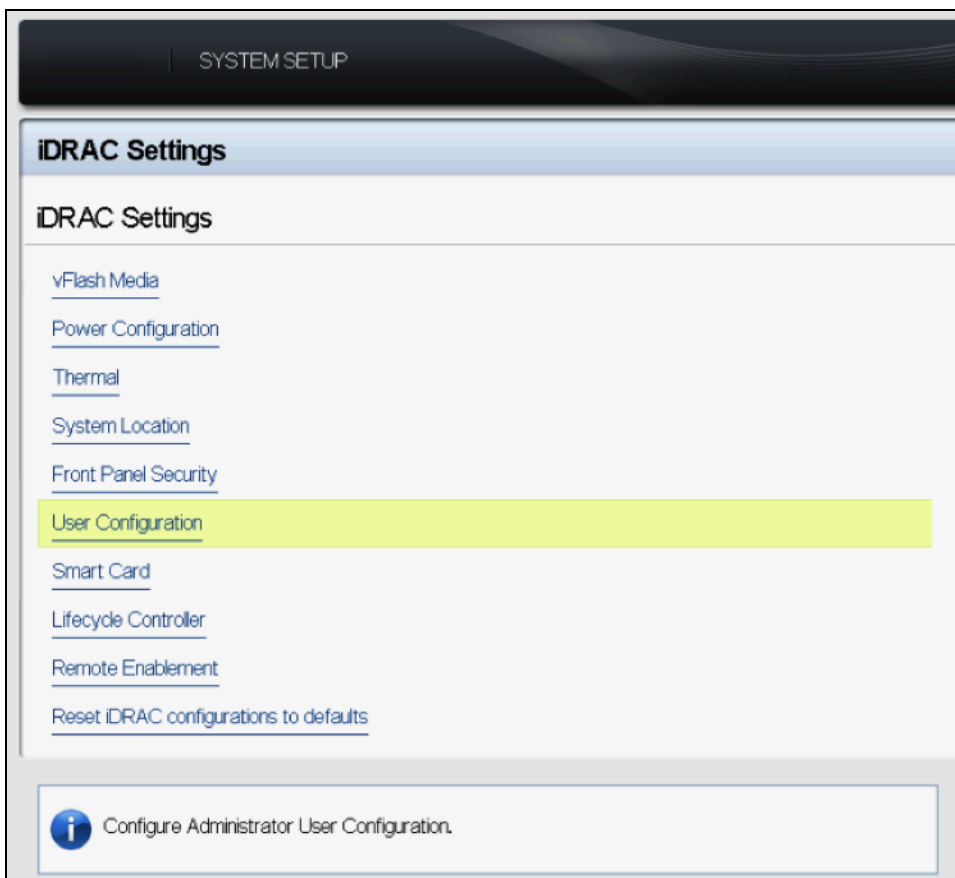 SYSTEM SETUP
iDRAC Settings
iDRAC Settings
vFlash Media
Power Configuration
Thermal
System Location
Front Panel Security
User Configuration
Smart Card
Lifecycle Controller
Remote Enablement
Reset iDRAC configurations to defaults
Configure Administrator User Configuration.